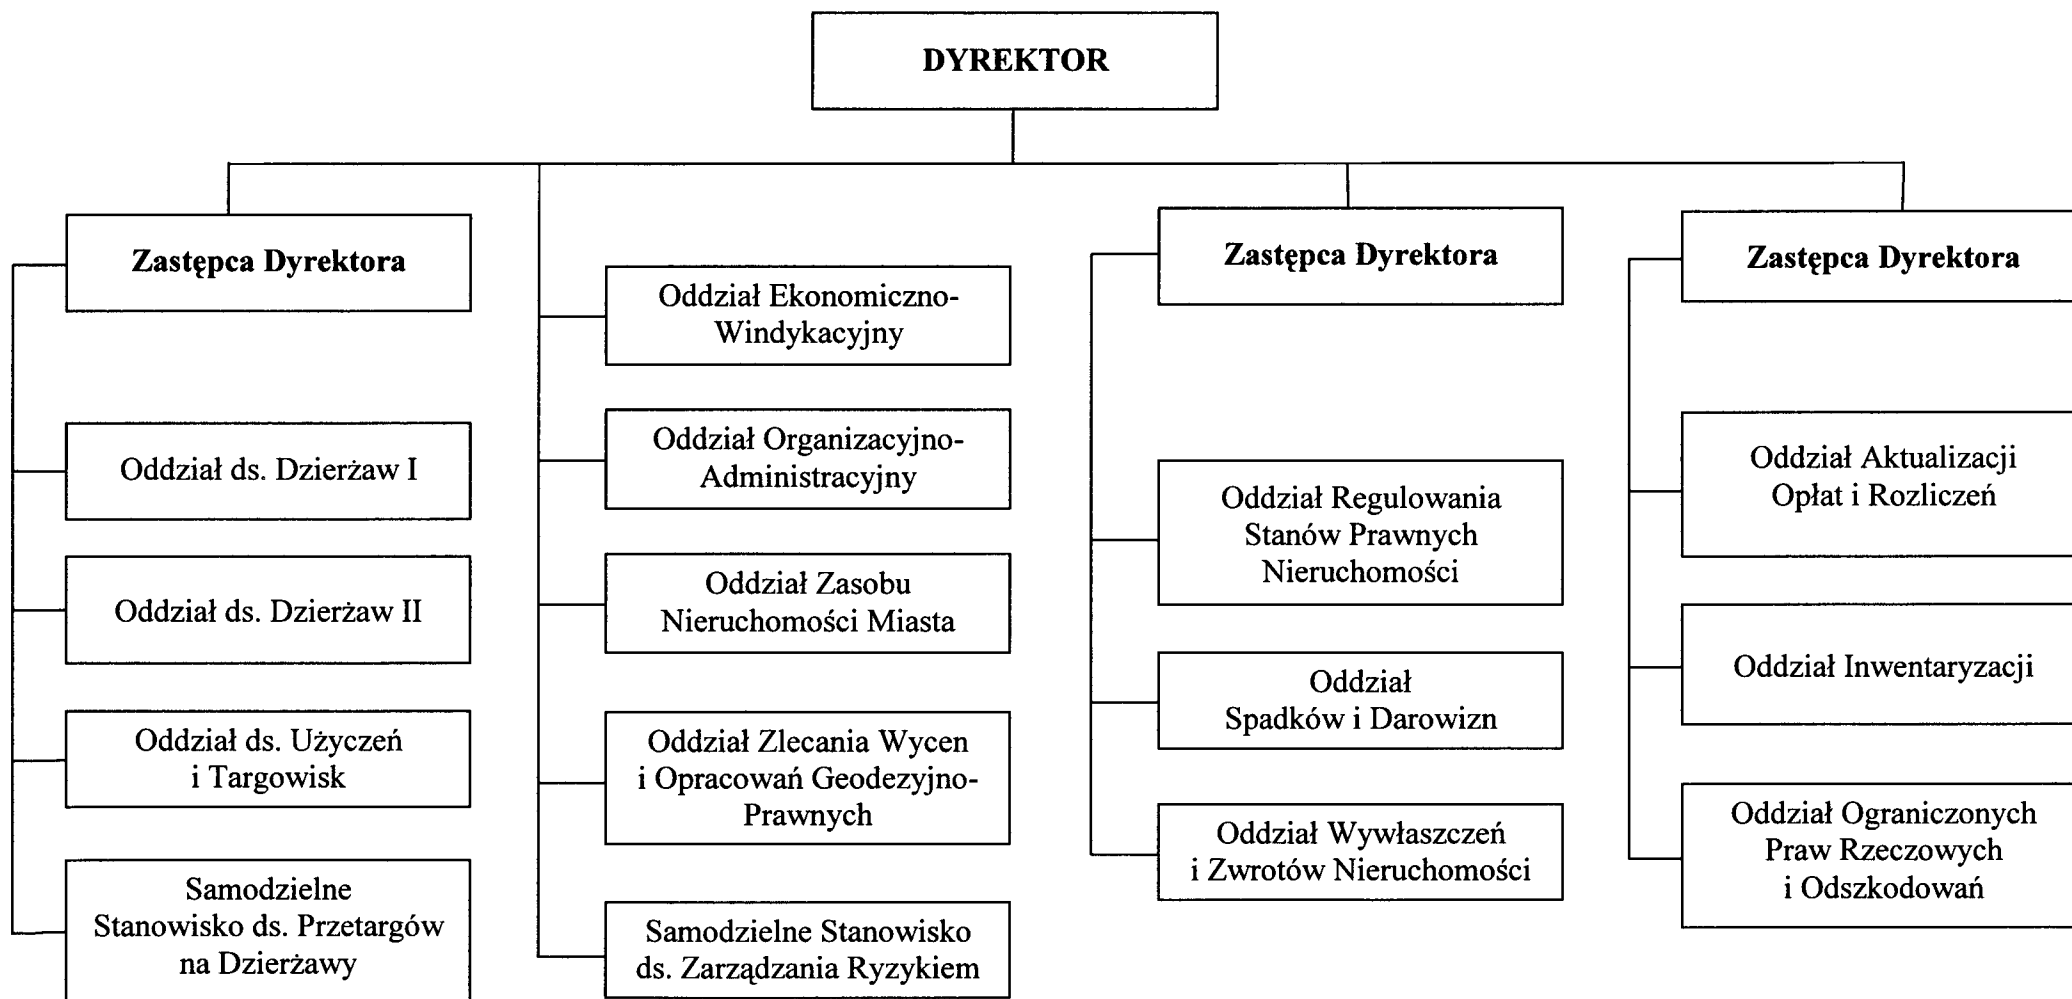 DYREKTOR
Zastępca Dyrektora
Oddział ds. Dzierżaw I
Oddział ds. Dzierżaw II
Oddział ds. Użyczeń
i Targowisk
Samodzielne
Stanowisko ds. Przetargów
na Dzierżawy
Oddział Ekonomiczno-
Windykacyjny
Oddział Organizacyjno-
Administracyjny
Oddział Zasobu
Nieruchomości Miasta
Oddział Zlecania Wycen
i Opracowań Geodezyjno-
Prawnych
Samodzielne Stanowisko
ds. Zarządzania Ryzykiem
Zastępca Dyrektora
Oddział Regulowania
Stanów Prawnych
Nieruchomości
Oddział
Spadków i Darowizn
Oddział Wywłaszczeń
i Zwrotów Nieruchomości
Zastępca Dyrektora
Oddział Aktualizacji
Opłat i Rozliczeń
Oddział Inwentaryzacji
Oddział Ograniczonych
Praw Rzeczowych
i Odszkodowań